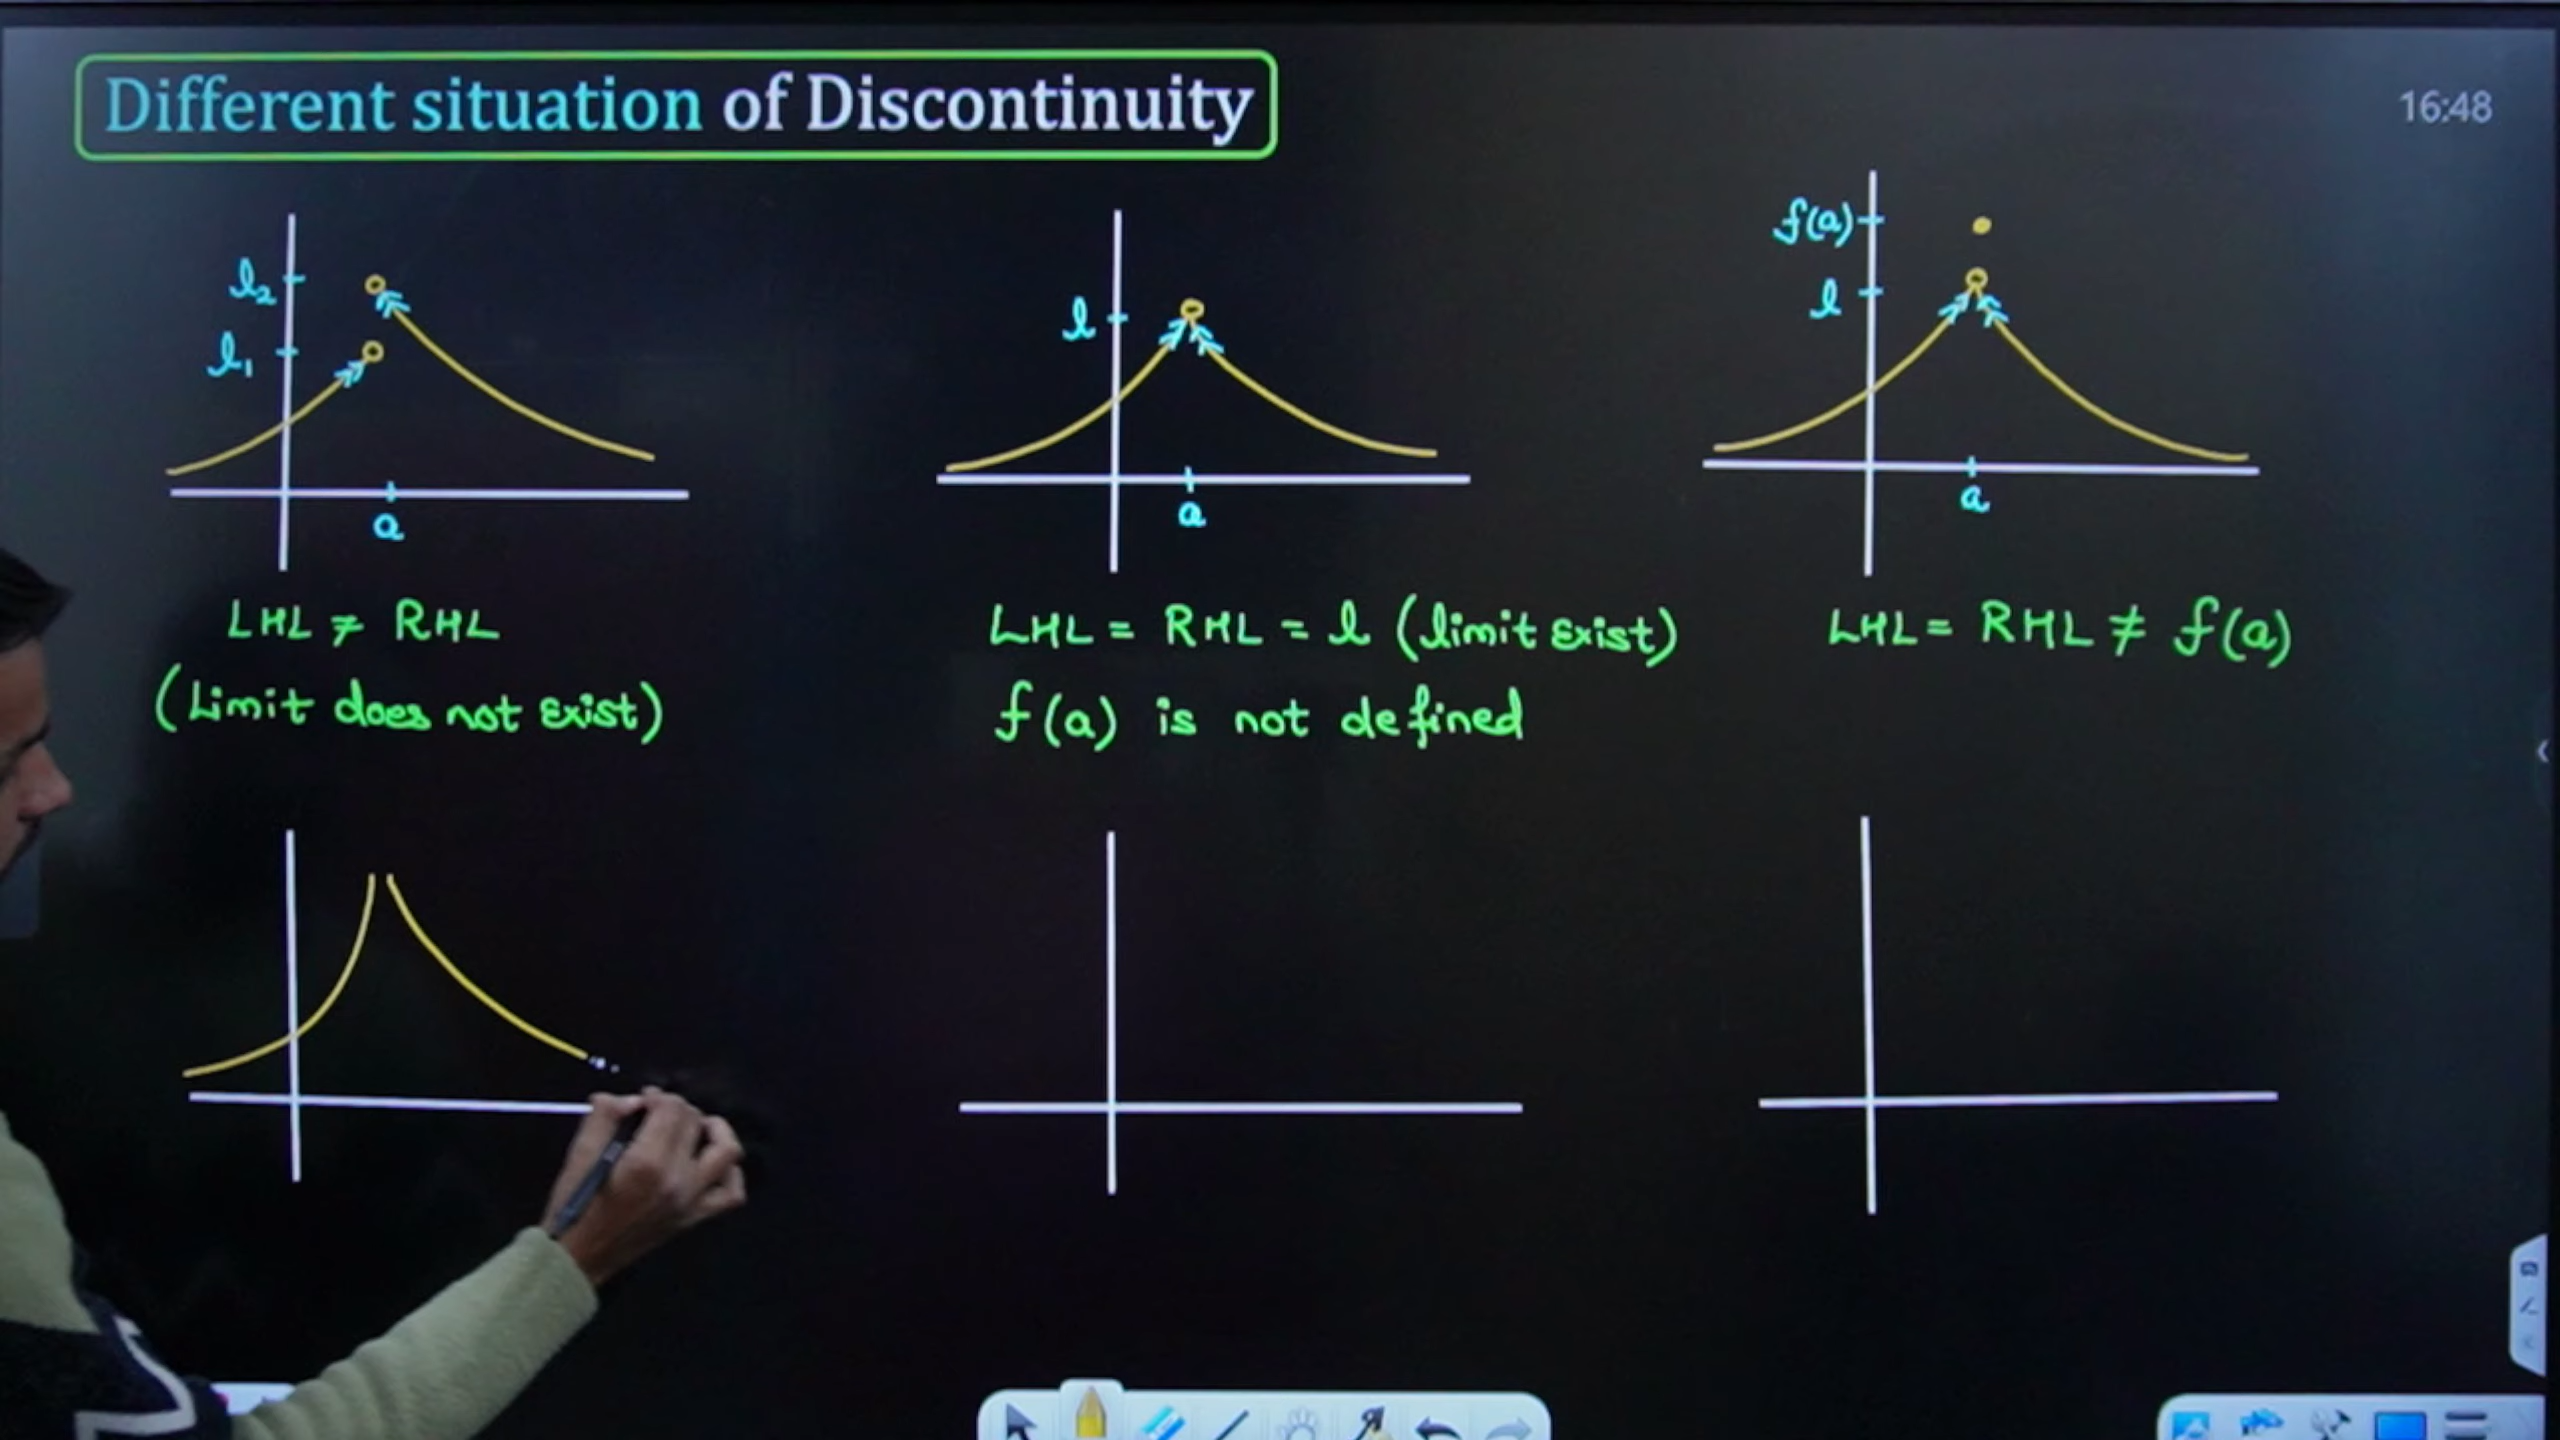 Different situation of Discontinuity
16:48
l₂
l₁
a
LHL ≠ RHL
(Limit does not exist)
l
a
LHL = RHL = l (limit exist)
f(a) is not defined
f(a)
l
a
LHL = RHL ≠ f(a)